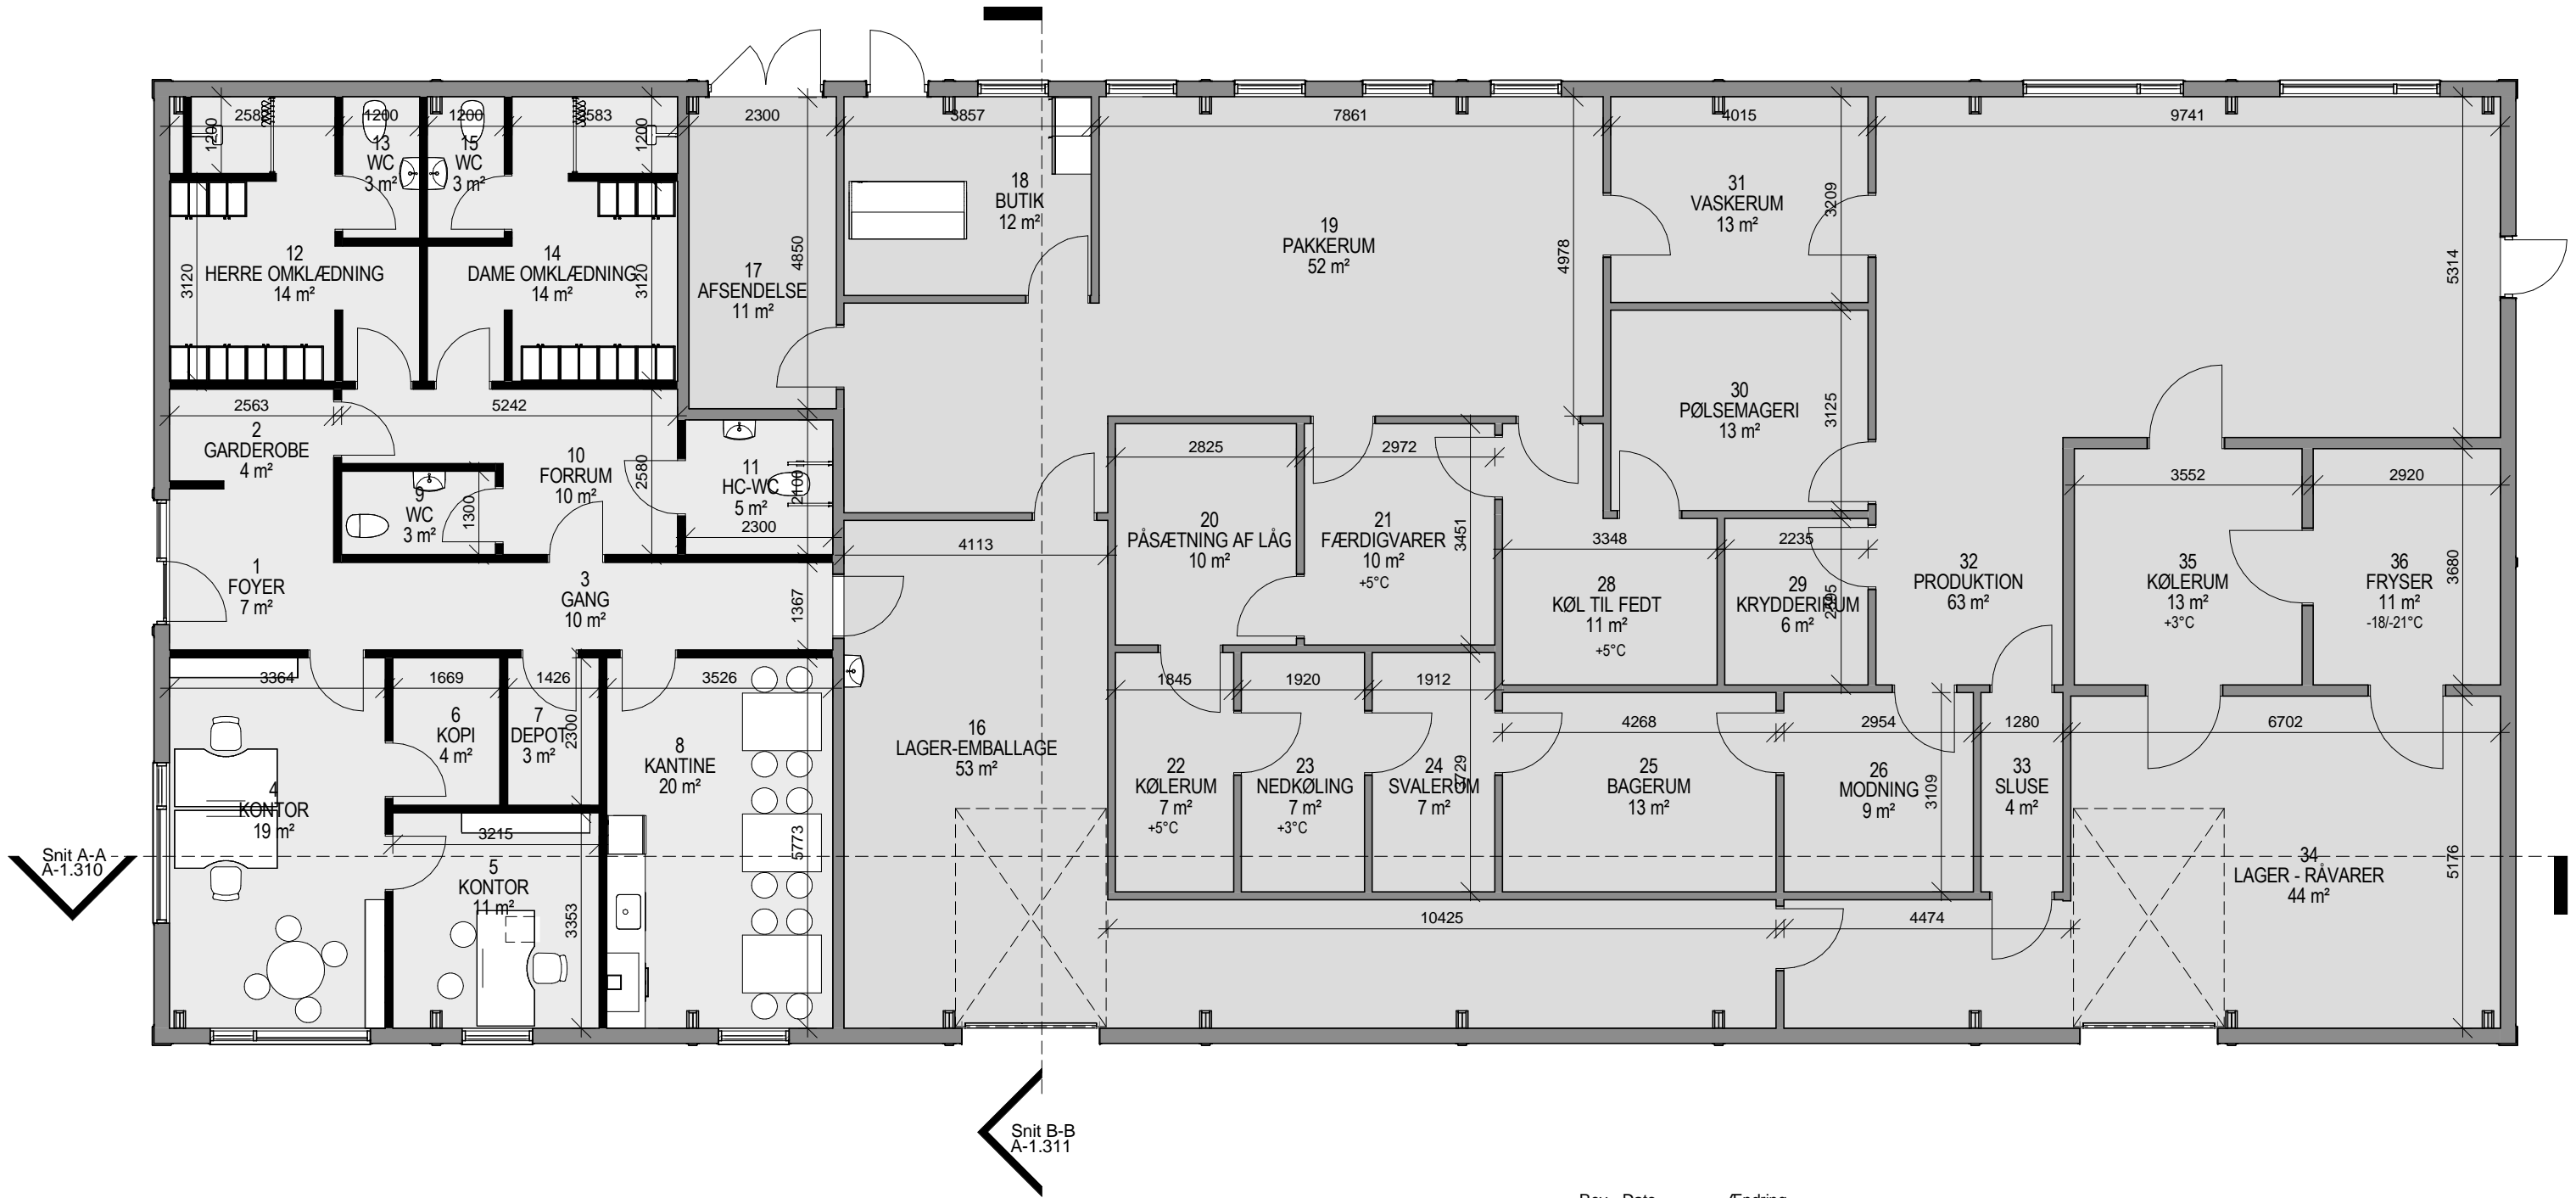 2583
1200
1200
2583
2300
3857
7861
4015
9741
1200
1200
13
WC
3 m²
15
WC
3 m²
12
HERRE OMKLÆDNING
14 m²
3120
14
DAME OMKLÆDNING
14 m²
3120
17
AFSENDELSE
11 m²
4850
18
BUTIK
12 m²
19
PAKKERUM
52 m²
4978
31
VASKERUM
13 m²
3209
5314
30
PØLSEMAGERI
13 m²
3125
2563
5242
2
GARDEROBE
4 m²
10
FORRUM
10 m²
2580
9
WC
3 m²
1300
11
HC-WC
5 m²
2100
2300
1
FOYER
7 m²
3
GANG
10 m²
1367
4113
2825
2972
20
PÅSÆTNING AF LÅG
10 m²
21
FÆRDIGVARER
10 m²
+5°C
3451
3348
2235
28
KØL TIL FEDT
11 m²
+5°C
29
KRYDDERIRUM
6 m²
32
PRODUKTION
63 m²
3552
2920
35
KØLERUM
13 m²
+3°C
36
FRYSER
11 m²
-18/-21°C
3680
3364
1669
1426
3526
1845
1920
1912
4268
2954
1280
6702
6
KOPI
4 m²
7
DEPOT
3 m²
2300
8
KANTINE
20 m²
5773
16
LAGER-EMBALLAGE
53 m²
22
KØLERUM
7 m²
+5°C
23
NEDKØLING
7 m²
+3°C
24
SVALERUM
7 m²
3729
25
BAGERUM
13 m²
26
MODNING
9 m²
3109
33
SLUSE
4 m²
34
LAGER - RÅVARER
44 m²
5176
4
KONTOR
19 m²
3215
5
KONTOR
11 m²
3353
10425
4474
Snit A-A
A-1.310
Snit B-B
A-1.311